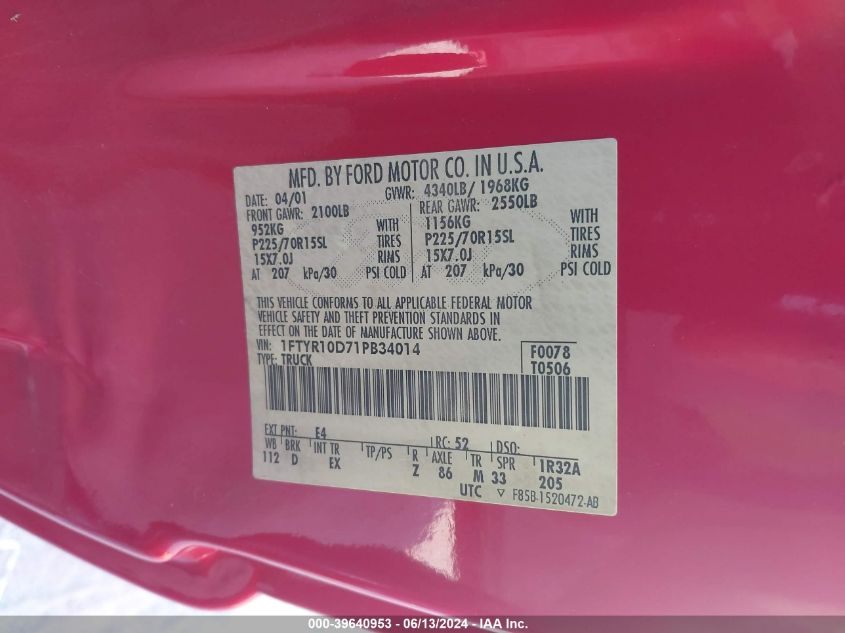 MFD. BY FORD MOTOR CO. IN U.S.A.
DATE: 04/01 GVWR: 4340LB/ 1968KG
FRONT GAWR: 2100LB REAR GAWR: 2550LB
952KG WITH 1156KG WITH
P225/70R15SL TIRES P225/70R15SL TIRES
15X7.0J RIMS 15X7.0J RIMS
AT 207 kPa/30 PSI COLD AT 207 kPa/30 PSI COLD
THIS VEHICLE CONFORMS TO ALL APPLICABLE FEDERAL MOTOR
VEHICLE SAFETY AND THEFT PREVENTION STANDARDS IN
EFFECT ON THE DATE OF MANUFACTURE SHOWN ABOVE.
VIN: 1FTYR10D71PB34014 F0078
TYPE: TRUCK T0506
EXT PNT: E4 RC: 52 DSO:
WB BRK INT TR TP/PS R AXLE TR SPR 1R32A
112 D EX Z 86 M 33 205
UTC ▽ F85B-1520472-AB
000-39640953 - 06/13/2024 - IAA Inc.